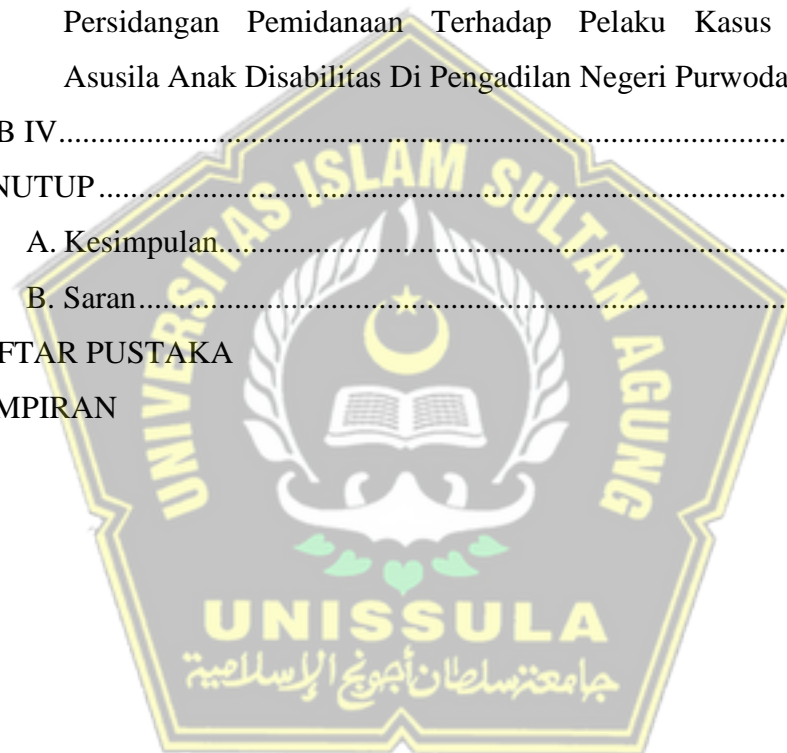 Persidangan Pemidanaan Terhadap Pelaku Kasus
Asusila Anak Disabilitas Di Pengadilan Negeri Purwoda
B IV
NUTUP
A. Kesimpulan
B. Saran
FTAR PUSTAKA
MPIRAN
UNIVERSITAS ISLAM SULTAN AGUNG
UNISSULA
جامعة سلطان أجونج الإسلامية